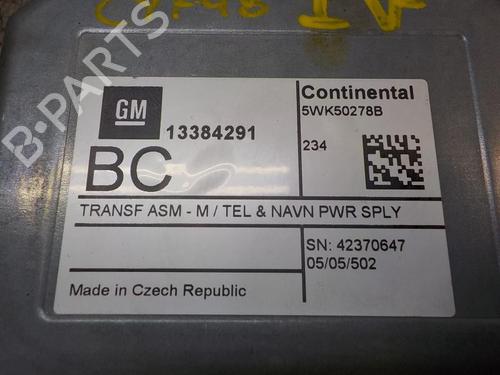 GM
13384291
BC
Continental
5WK50278B
234
TRANSF ASM - M / TEL & NAVN PWR SPLY
SN: 42370647
05/05/502
Made in Czech Republic
B-PARTS